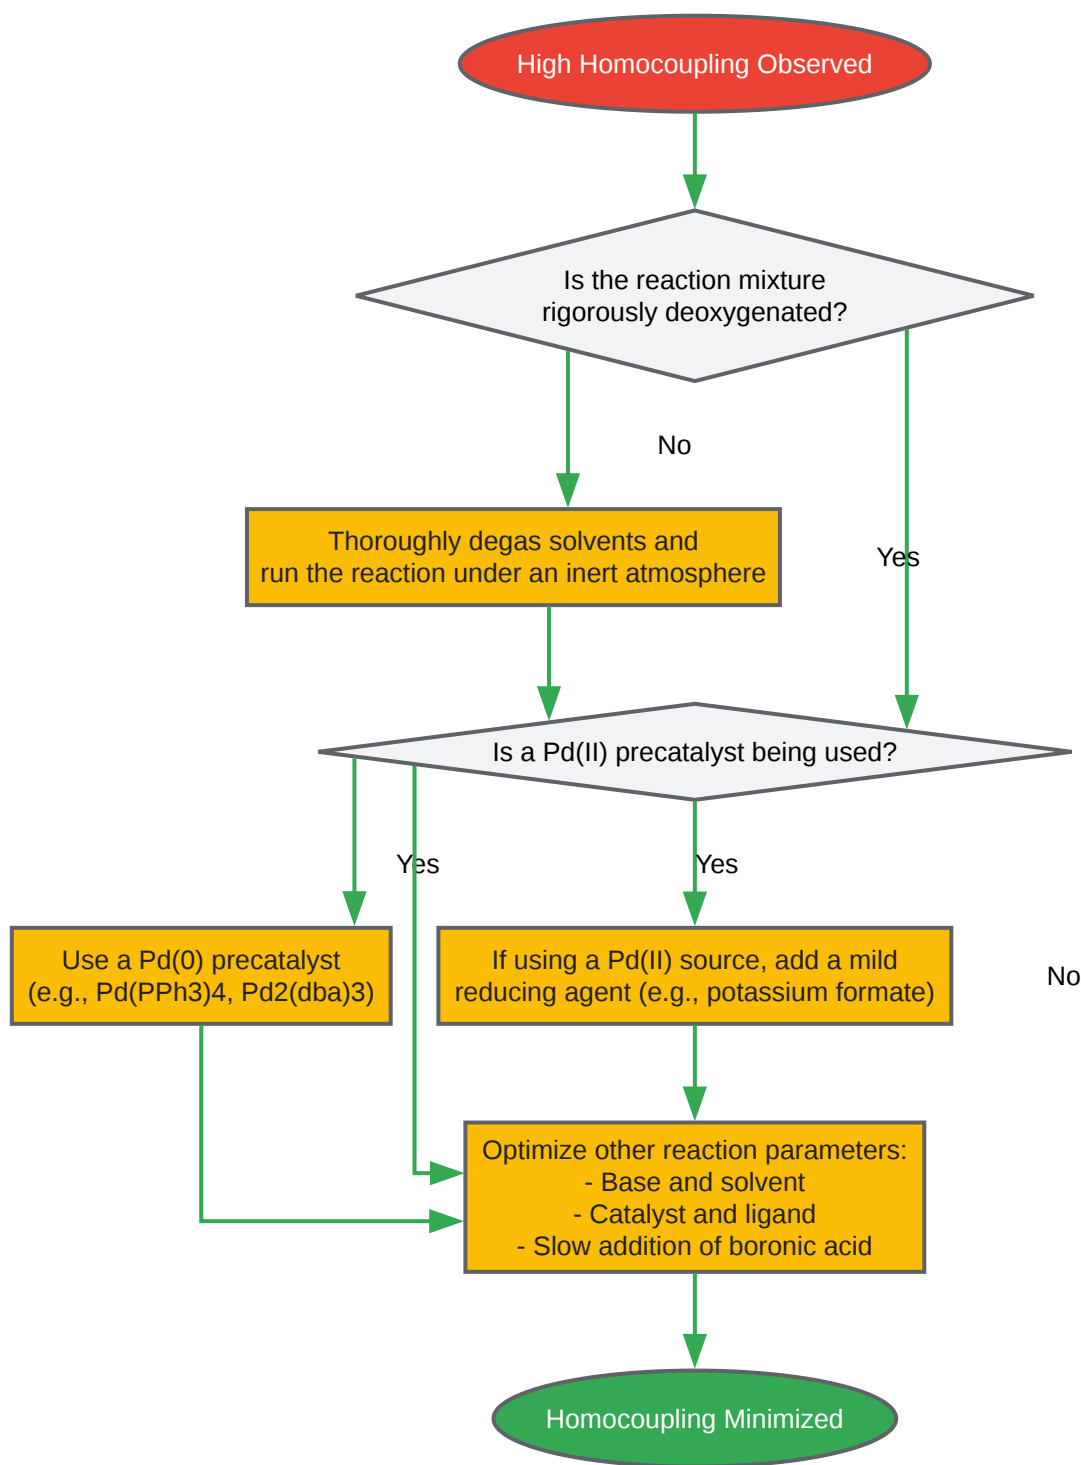 High Homocoupling Observed
Is the reaction mixture
rigorously deoxygenated?
No
Thoroughly degas solvents and
run the reaction under an inert atmosphere
Yes
Is a Pd(II) precatalyst being used?
Yes
Yes
Use a Pd(0) precatalyst
(e.g., Pd(PPh3)4, Pd2(dba)3)
If using a Pd(II) source, add a mild
reducing agent (e.g., potassium formate)
No
Optimize other reaction parameters:
- Base and solvent
- Catalyst and ligand
- Slow addition of boronic acid
Homocoupling Minimized